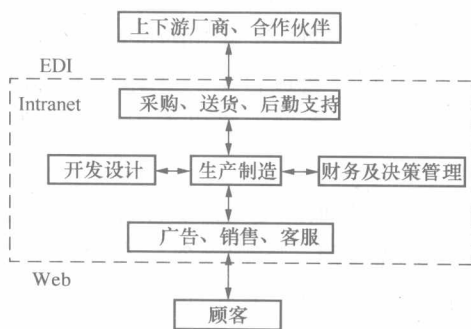 上下游厂商、合作伙伴
EDI
Intranet
采购、送货、后勤支持
开发设计
生产制造
财务及决策管理
广告、销售、客服
Web
顾客